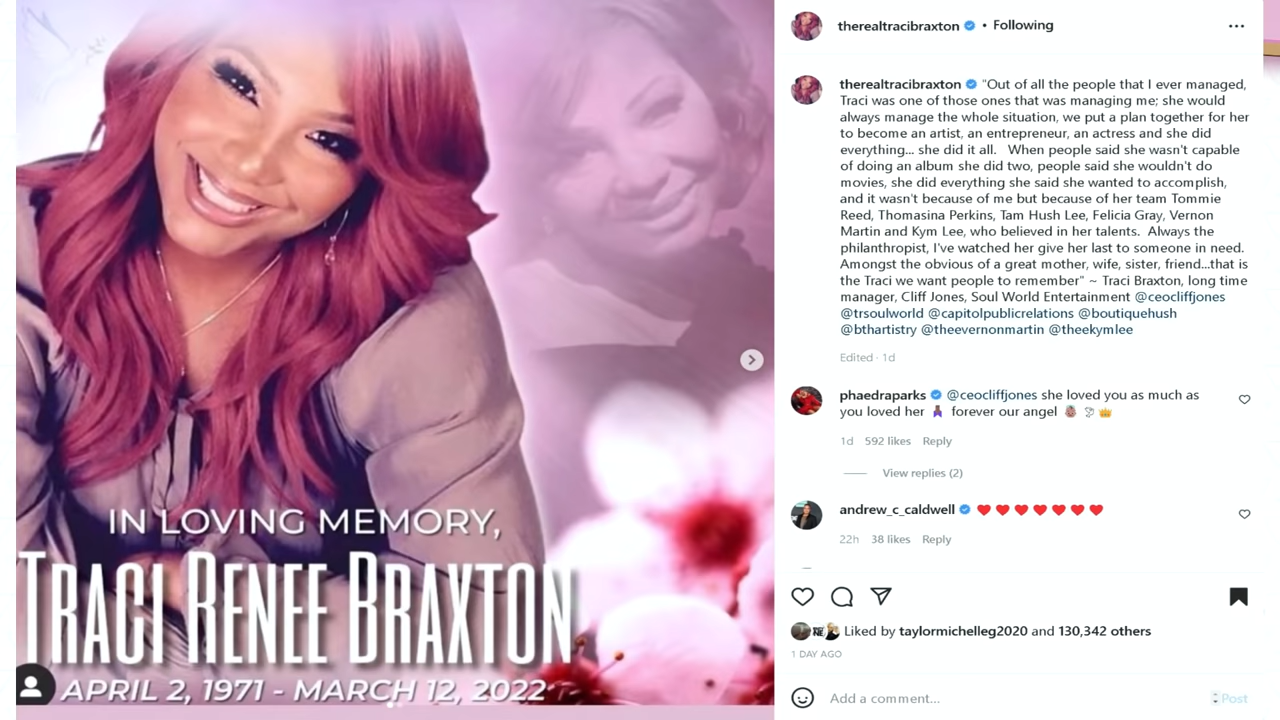 IN LOVING MEMORY,
TRACI RENEE BRAXTON
APRIL 2, 1971 - MARCH 12, 2022
therealtracibraxton • Following
therealtracibraxton "Out of all the people that I ever managed,
Traci was one of those ones that was managing me; she would
always manage the whole situation, we put a plan together for her
to become an artist, an entrepreneur, an actress and she did
everything... she did it all. When people said she wasn't capable
of doing an album she did two, people said she wouldn't do
movies, she did everything she said she wanted to accomplish,
and it wasn't because of me but because of her team Tommie
Reed, Thomasina Perkins, Tam Hush Lee, Felicia Gray, Vernon
Martin and Kym Lee, who believed in her talents. Always the
philanthropist, I've watched her give her last to someone in need.
Amongst the obvious of a great mother, wife, sister, friend...that is
the Traci we want people to remember" ~ Traci Braxton, long time
manager, Cliff Jones, Soul World Entertainment @ceocliffjones
@trsoulworld @capitolpublicrelations @boutiquehush
@bthartistry @theevernonmartin @theekymlee
Edited · 1d
phaedraparks @ceocliffjones she loved you as much as
you loved her forever our angel
1d 592 likes Reply
View replies (2)
andrew_c_caldwell
22h 38 likes Reply
Liked by taylormichelleg2020 and 130,342 others
1 DAY AGO
Add a comment...
Post